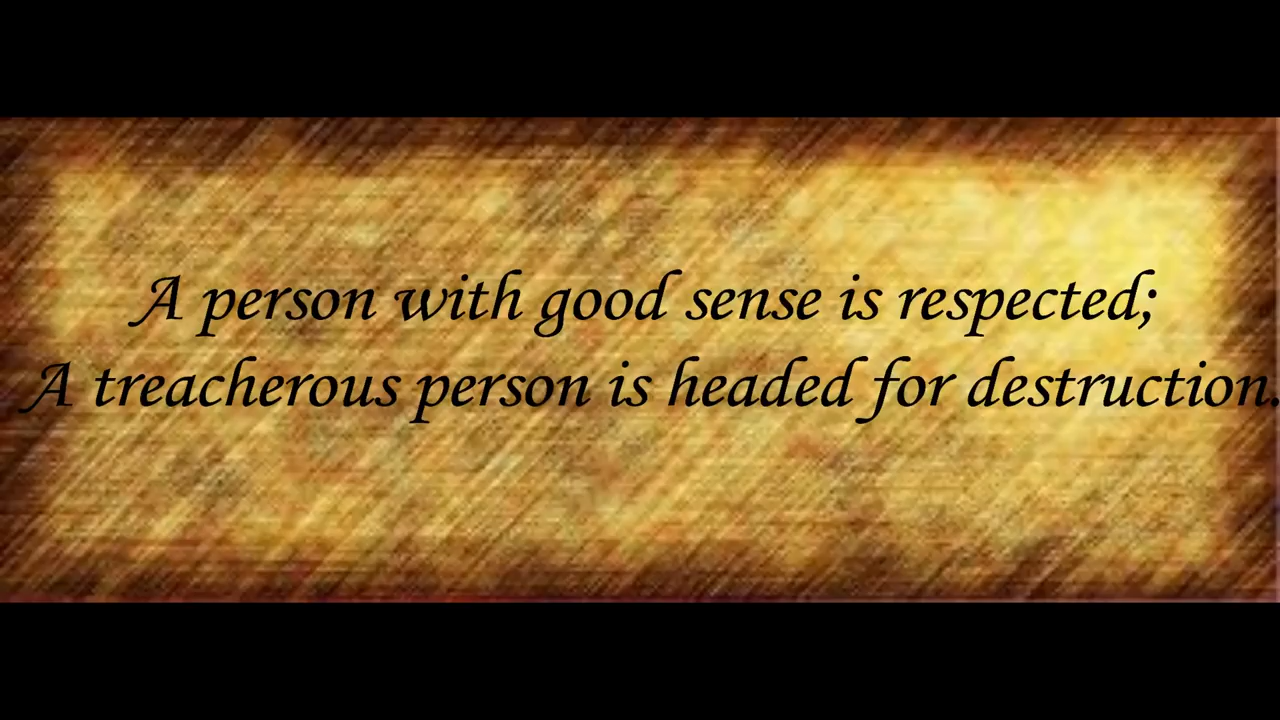 A person with good sense is respected;
A treacherous person is headed for destruction.